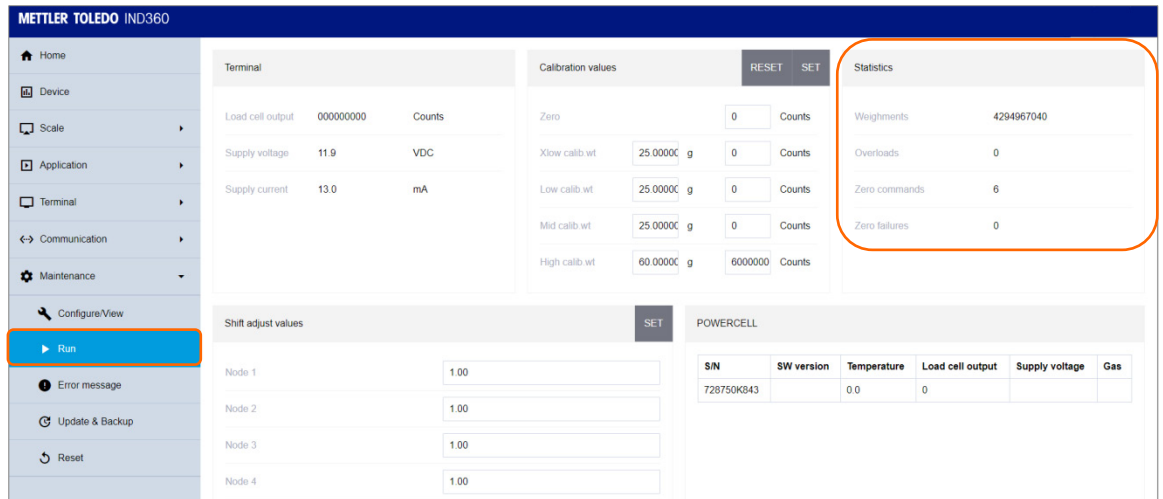 METTLER TOLEDO IND360
Home
Device
Scale
Application
Terminal
Communication
Maintenance
Configure/View
Run
Error message
Update & Backup
Reset
Terminal
Load cell output 000000000 Counts
Supply voltage 11.9 VDC
Supply current 13.0 mA
Calibration values RESET SET
Zero 0 Counts
Xlow calib.wt 25.00000 g 0 Counts
Low calib.wt 25.00000 g 0 Counts
Mid calib.wt 25.00000 g 0 Counts
High calib.wt 60.00000 g 6000000 Counts
Statistics
Weighments 4294967040
Overloads 0
Zero commands 6
Zero failures 0
Shift adjust values SET
Node 1 1.00
Node 2 1.00
Node 3 1.00
Node 4 1.00
POWERCELL
S/N SW version Temperature Load cell output Supply voltage Gas
728750K843 0.0 0